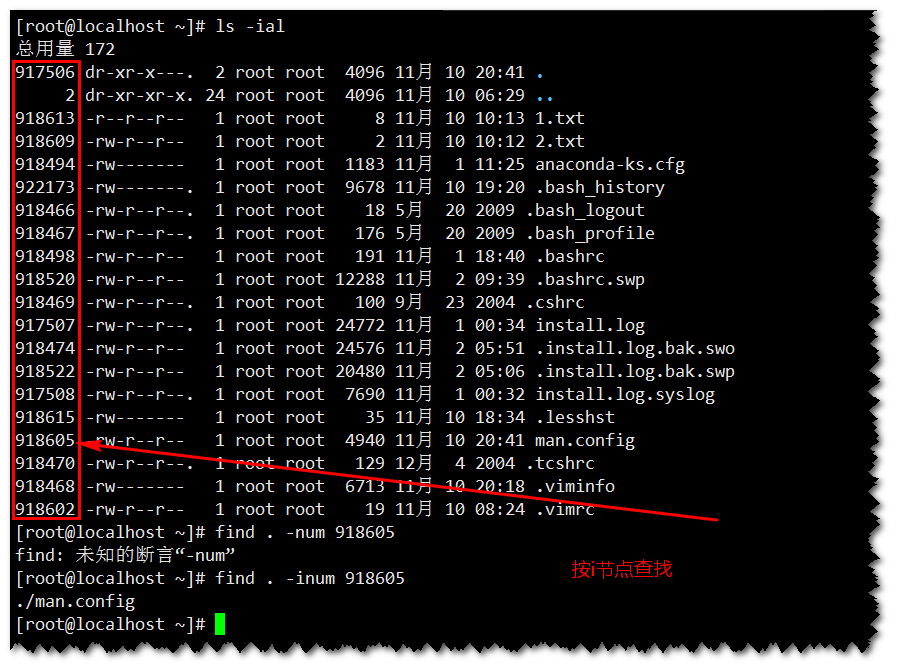 [root@localhost ~]# ls -ial
总用量 172
917506 dr-xr-x---.  2 root root  4096 11月 10 20:41 .
     2 dr-xr-xr-x. 24 root root  4096 11月 10 06:29 ..
918613 -r--r--r--   1 root root     8 11月 10 10:13 1.txt
918609 -rw-r--r--   1 root root     2 11月 10 10:12 2.txt
918494 -rw-------   1 root root  1183 11月  1 11:25 anaconda-ks.cfg
922173 -rw-------.  1 root root  9678 11月 10 19:20 .bash_history
918466 -rw-r--r--.  1 root root    18 5月  20 2009 .bash_logout
918467 -rw-r--r--.  1 root root   176 5月  20 2009 .bash_profile
918498 -rw-r--r--   1 root root   191 11月  1 18:40 .bashrc
918520 -rw-r--r--   1 root root 12288 11月  2 09:39 .bashrc.swp
918469 -rw-r--r--.  1 root root   100 9月  23 2004 .cshrc
917507 -rw-r--r--.  1 root root 24772 11月  1 00:34 install.log
918474 -rw-r--r--   1 root root 24576 11月  2 05:51 .install.log.bak.swo
918522 -rw-r--r--   1 root root 20480 11月  2 05:06 .install.log.bak.swp
917508 -rw-r--r--.  1 root root  7690 11月  1 00:32 install.log.syslog
918615 -rw-------   1 root root    35 11月 10 18:34 .lesshst
918605 -rw-r--r--   1 root root  4940 11月 10 20:41 man.config
918470 -rw-r--r--.  1 root root   129 12月  4 2004 .tcshrc
918468 -rw-------   1 root root  6713 11月 10 20:18 .viminfo
918602 -rw-r--r--   1 root root    19 11月 10 08:24 .vimrc
[root@localhost ~]# find . -num 918605
find: 未知的断言“-num”
按i节点查找
[root@localhost ~]# find . -inum 918605
./man.config
[root@localhost ~]#